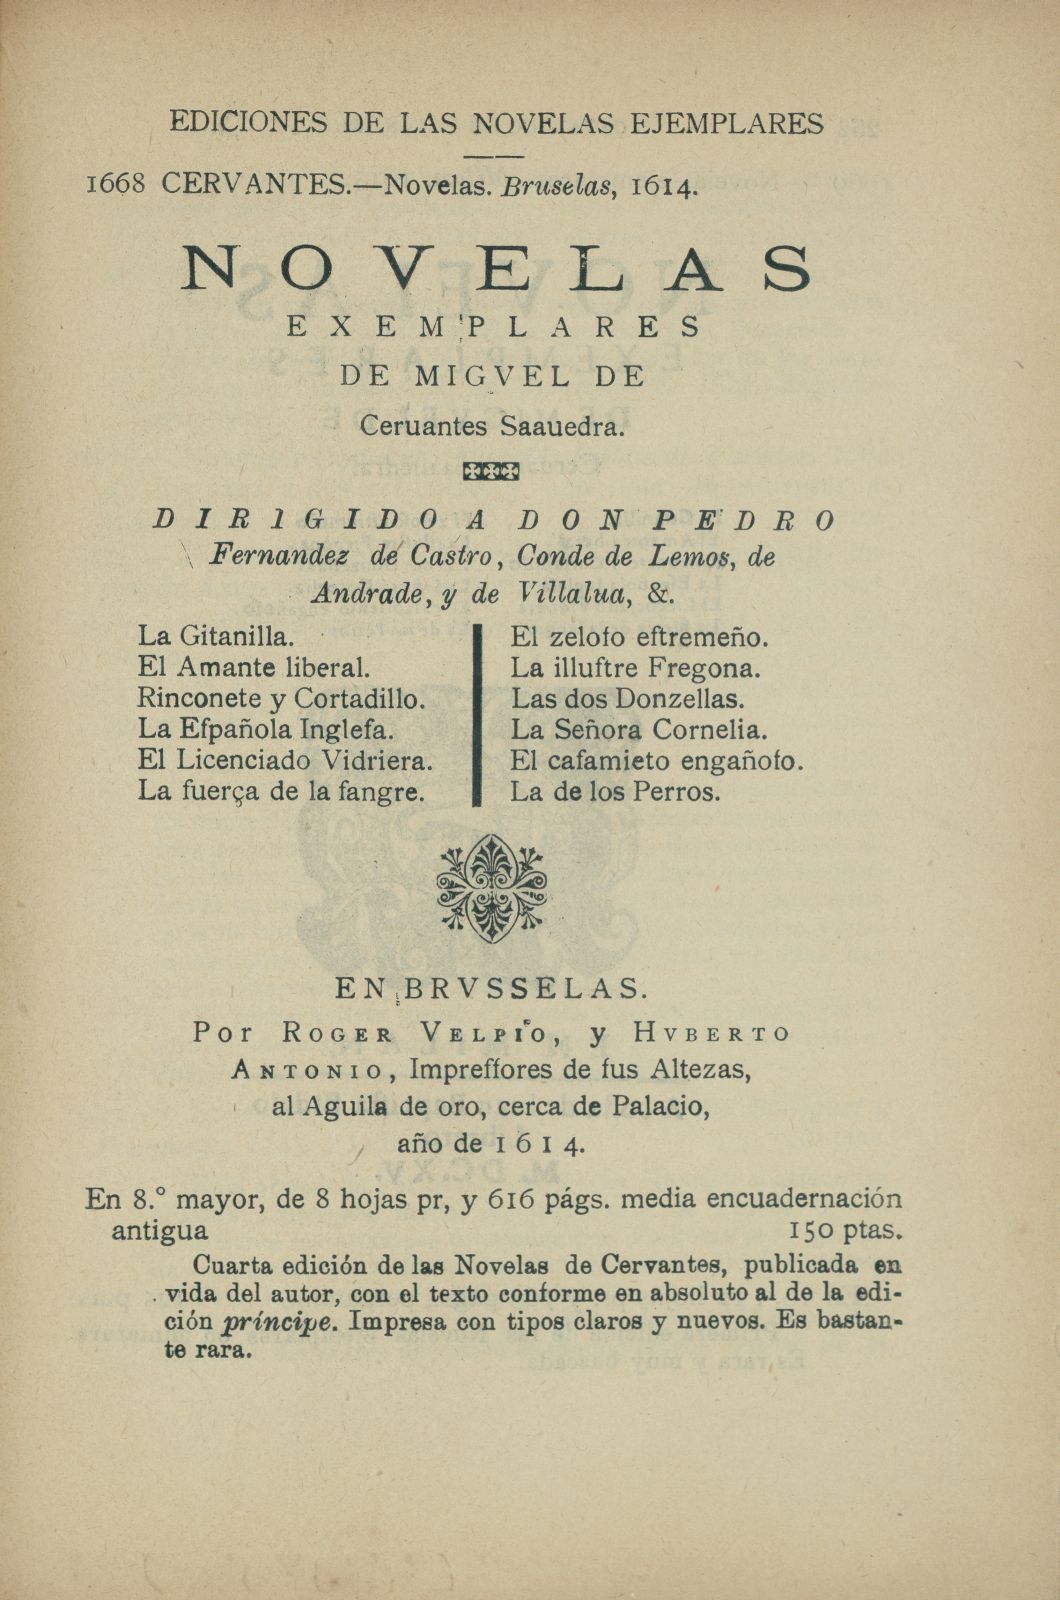 EDICIONES DE LAS NOVELAS EJEMPLARES
1668 CERVANTES.—Novelas. Bruselas, 1614.
NOVELAS
EXEMPLARES
DE MIGVEL DE
Ceruantes Saauedra.
DIRIGIDO A DON PEDRO
Fernandez de Castro, Conde de Lemos, de
Andrade, y de Villalua, &.
La Gitanilla.
El Amante liberal.
Rinconete y Cortadillo.
La Efpañola Inglefa.
El Licenciado Vidriera.
La fuerça de la fangre.
El zelofo eftremeño.
La illuftre Fregona.
Las dos Donzellas.
La Señora Cornelia.
El cafamieto engañofo.
La de los Perros.
EN BRVSSELAS.
Por ROGER VELPIO, y HVBERTO
ANTONIO, Impreffores de fus Altezas,
al Aguila de oro, cerca de Palacio,
año de 1614.
En 8.º mayor, de 8 hojas pr, y 616 págs. media encuadernación
antigua 150 ptas.
Cuarta edición de las Novelas de Cervantes, publicada en
vida del autor, con el texto conforme en absoluto al de la edi-
ción príncipe. Impresa con tipos claros y nuevos. Es bastan-
te rara.